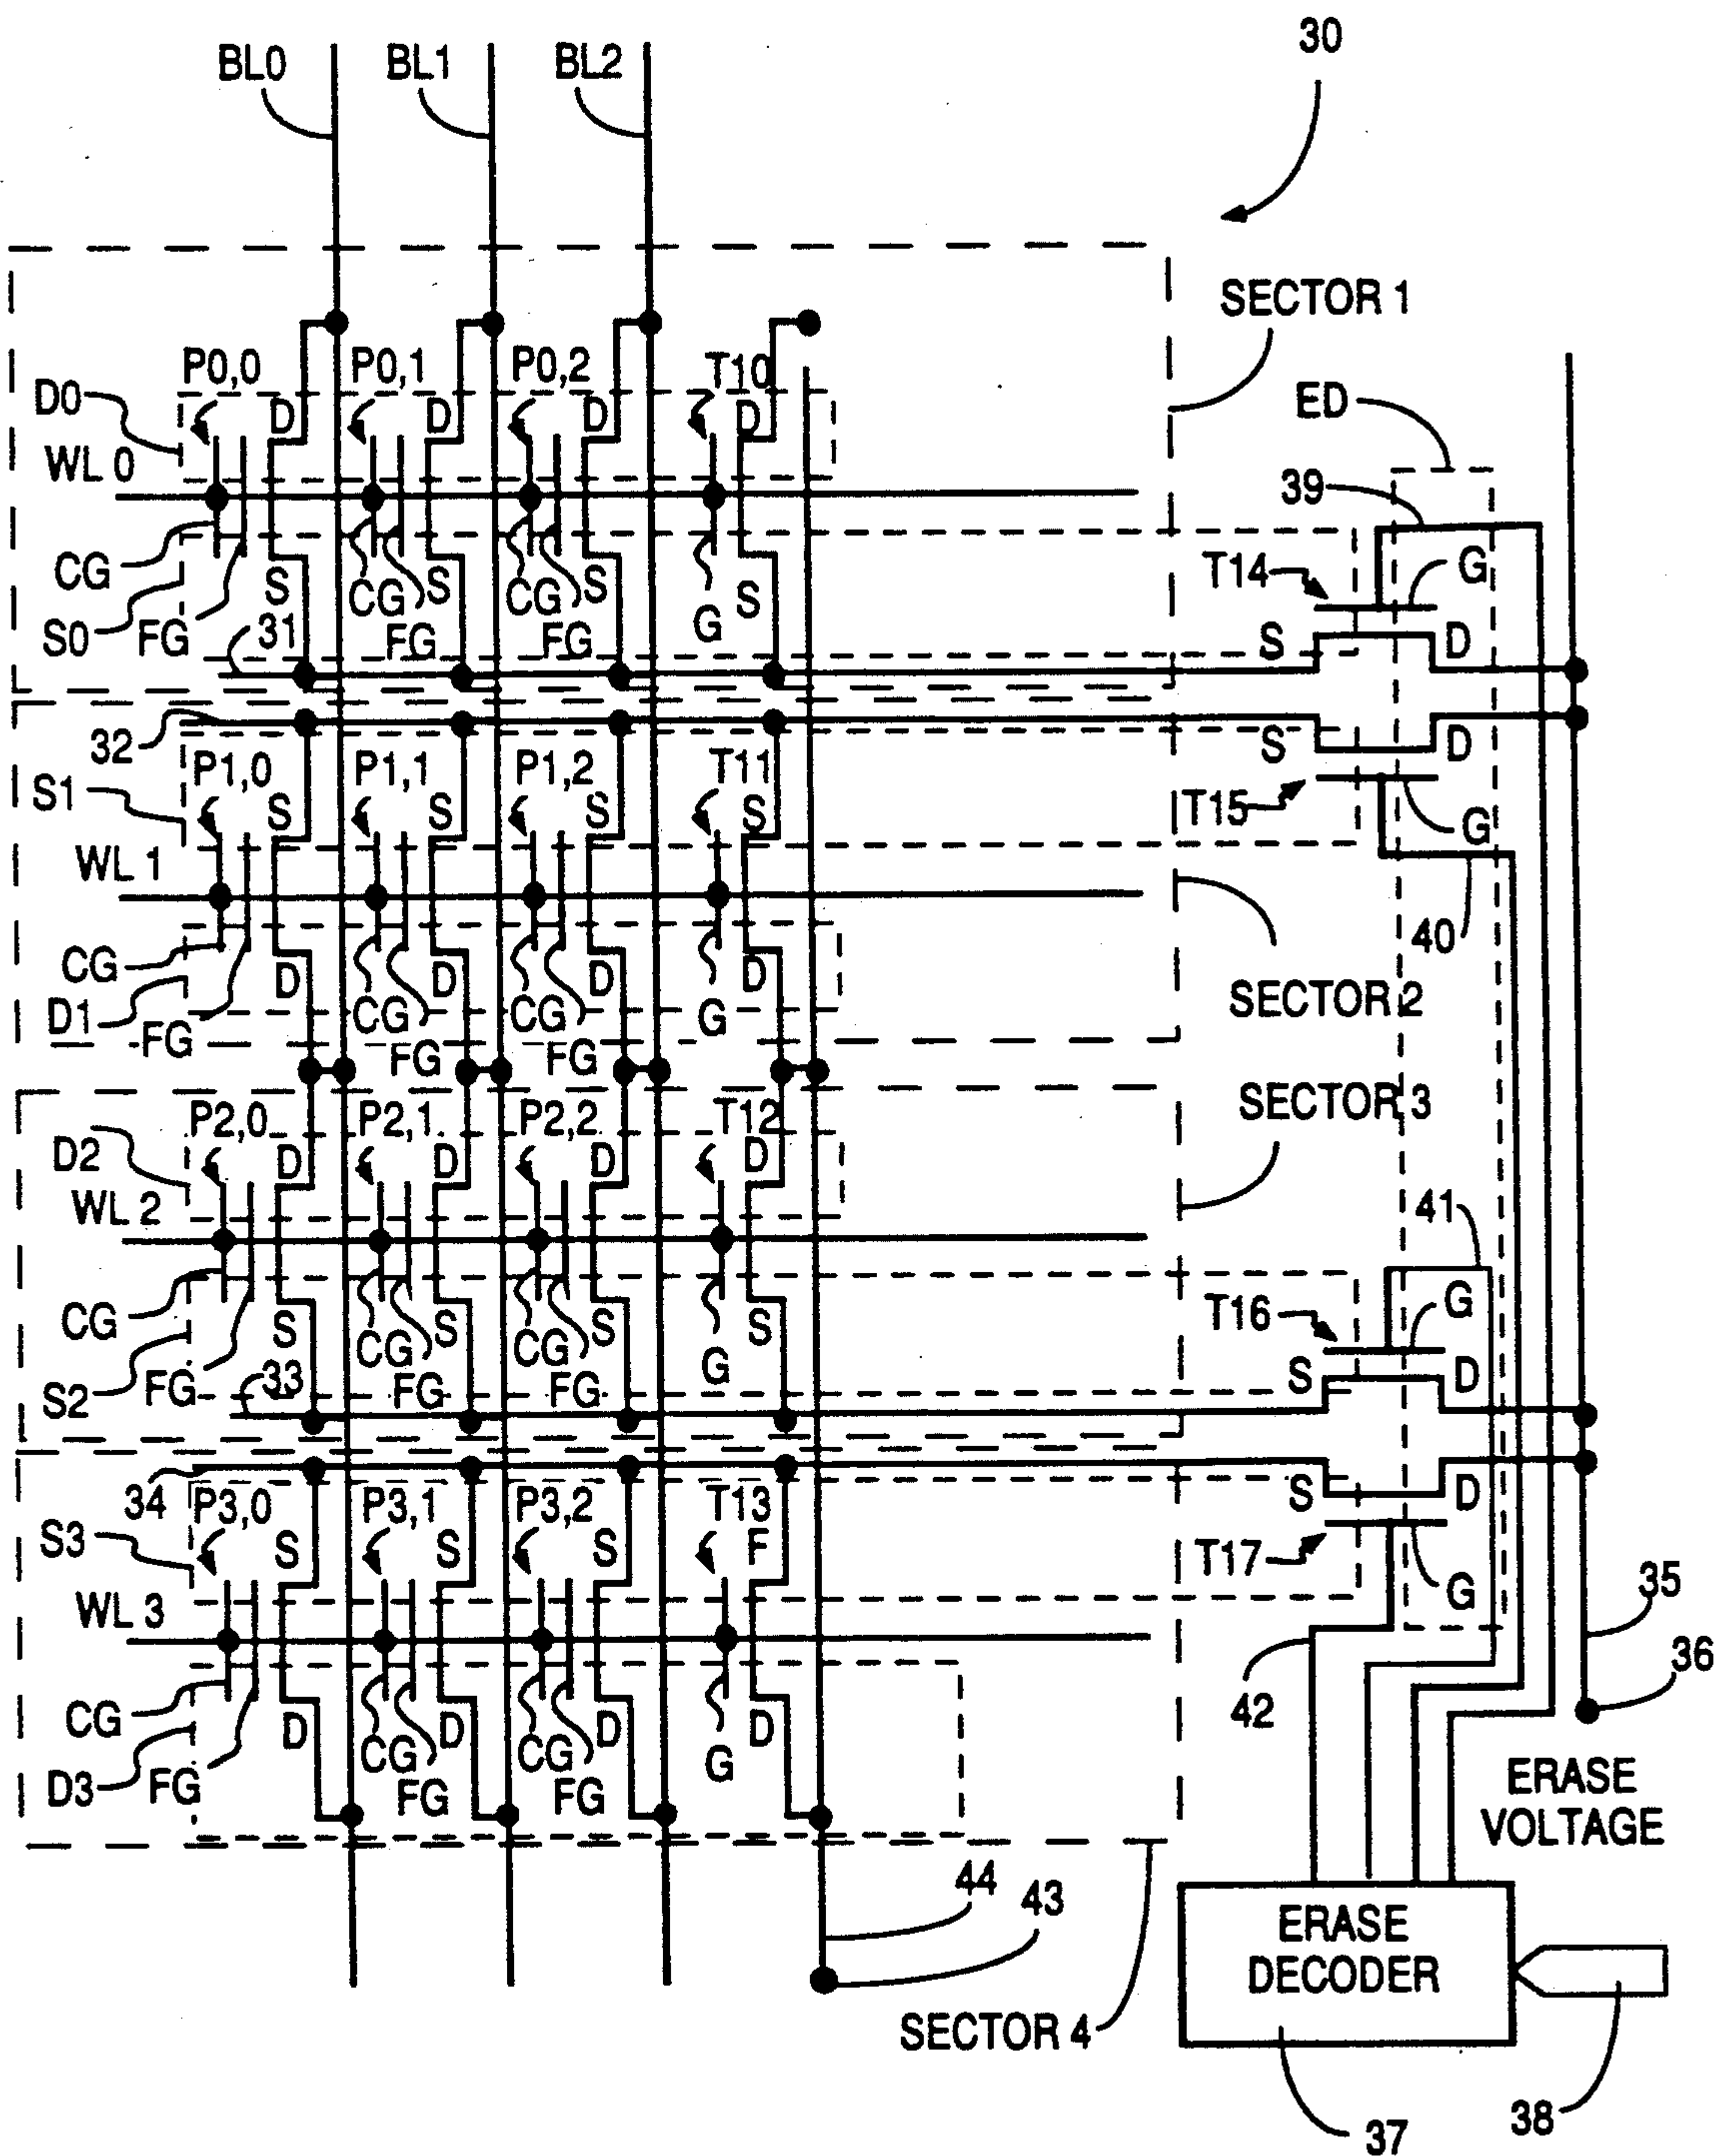 30
BL0 BL1 BL2
SECTOR 1
P0,0 P0,1 P0,2 T10
D0 D D D D ED
WL 0
39
CG S S S S T14 G
S0 FG CG FG CG FG G
31 S D
32 S D
P1,0 P1,1 P1,2 T11
S1 S S S S T15 G
WL 1
40
CG D D D D
D1 FG CG FG CG FG G SECTOR 2
P2,0 P2,1 P2,2 T12 SECTOR 3
D2 D D D D
WL 2 41
CG S S S S T16 G
S2 FG CG FG CG FG G S D
33
34 S D
P3,0 P3,1 P3,2 T13
S3 S S S F T17 G
WL 3 35
42 36
CG D D D D
D3 FG CG FG CG FG G
ERASE
VOLTAGE
44 43
ERASE
DECODER
SECTOR 4
37 38